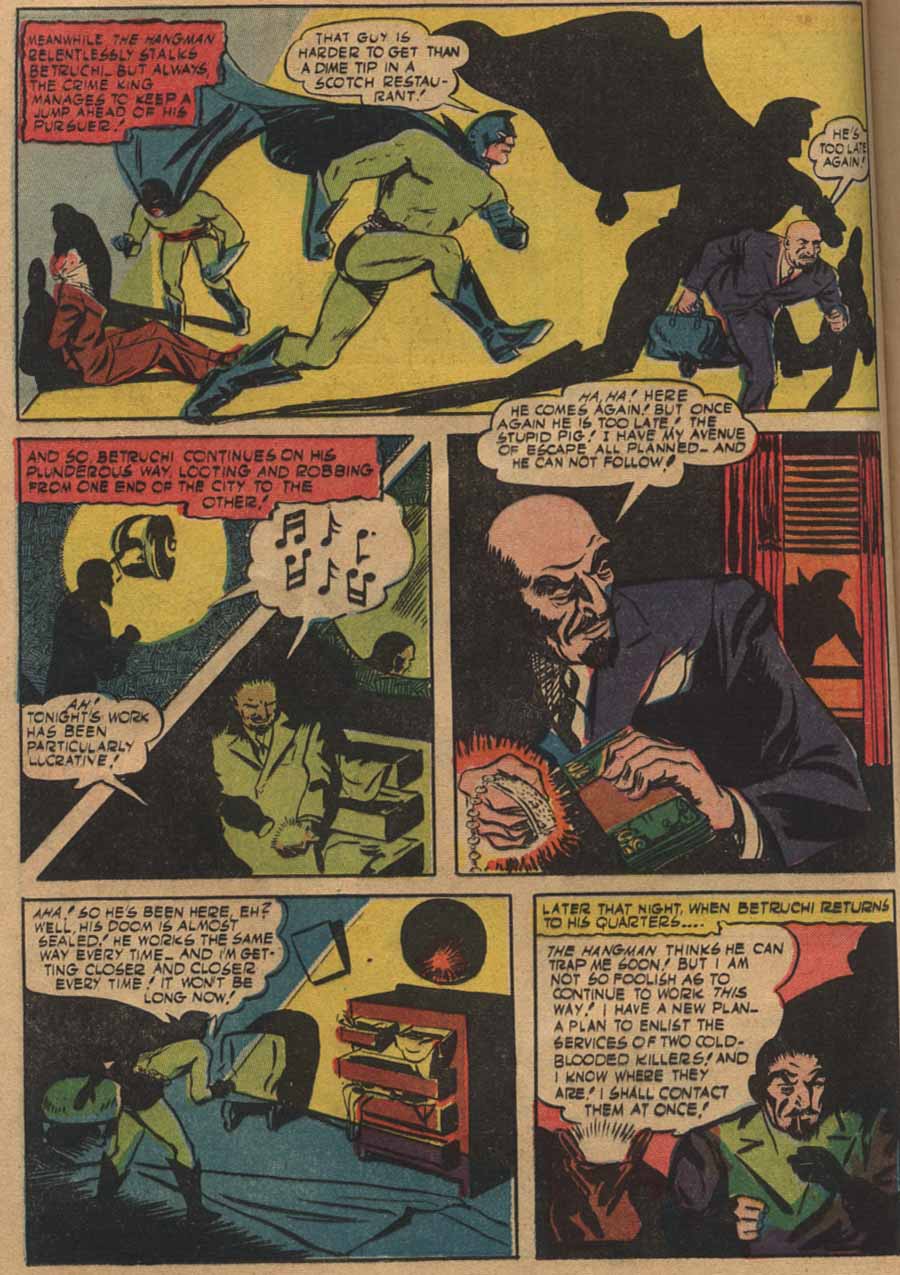 MEANWHILE THE HANGMAN
RELENTLESSLY STALKS
BETRUCHI_ BUT ALWAYS,
THE CRIME KING
MANAGES TO KEEP A
JUMP AHEAD OF HIS
PURSUER!
THAT GUY IS
HARDER TO GET THAN
A DIME TIP IN A
SCOTCH RESTAU-
RANT!
HE'S
TOO LATE
AGAIN!
AND SO, BETRUCHI CONTINUES ON HIS
PLUNDEROUS WAY, LOOTING AND ROBBING
FROM ONE END OF THE CITY TO THE
OTHER!
AH!
TONIGHT'S WORK
HAS BEEN
PARTICULARLY
LUCRATIVE!
HA, HA! HERE
HE COMES AGAIN! BUT ONCE
AGAIN HE IS TOO LATE! THE
STUPID PIG! I HAVE MY AVENUE
OF ESCAPE ALL PLANNED_ AND
HE CAN NOT FOLLOW!
AHA! SO HE'S BEEN HERE, EH?
WELL, HIS DOOM IS ALMOST
SEALED! HE WORKS THE SAME
WAY EVERY TIME_ AND I'M GET-
TING CLOSER AND CLOSER
EVERY TIME! IT WON'T BE
LONG NOW!
LATER THAT NIGHT, WHEN BETRUCHI RETURNS
TO HIS QUARTERS....
THE HANGMAN THINKS HE CAN
TRAP ME SOON! BUT I AM
NOT SO FOOLISH AS TO
CONTINUE TO WORK THIS
WAY! I HAVE A NEW PLAN_
A PLAN TO ENLIST THE
SERVICES OF TWO COLD-
BLOODED KILLERS! AND
I KNOW WHERE THEY
ARE! I SHALL CONTACT
THEM AT ONCE!